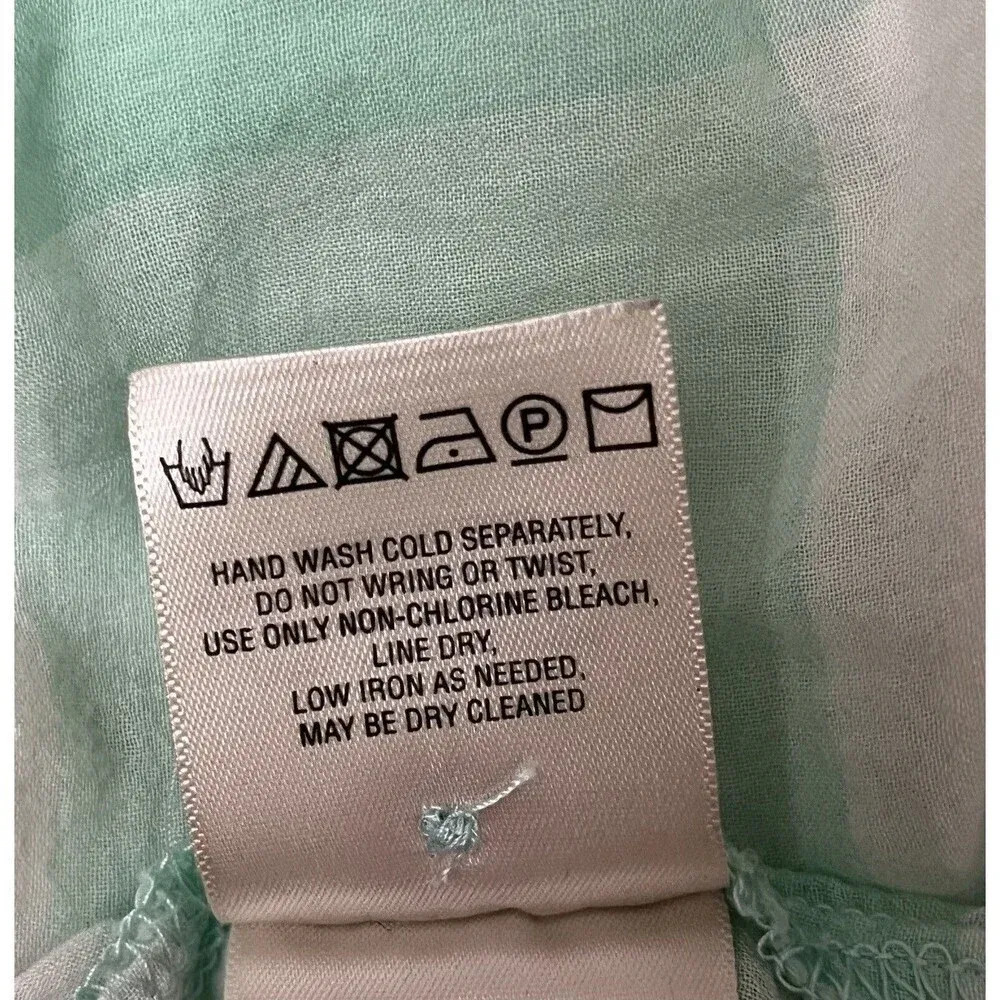 P
HAND WASH COLD SEPARATELY,
DO NOT WRING OR TWIST,
USE ONLY NON-CHLORINE BLEACH,
LINE DRY,
LOW IRON AS NEEDED,
MAY BE DRY CLEANED